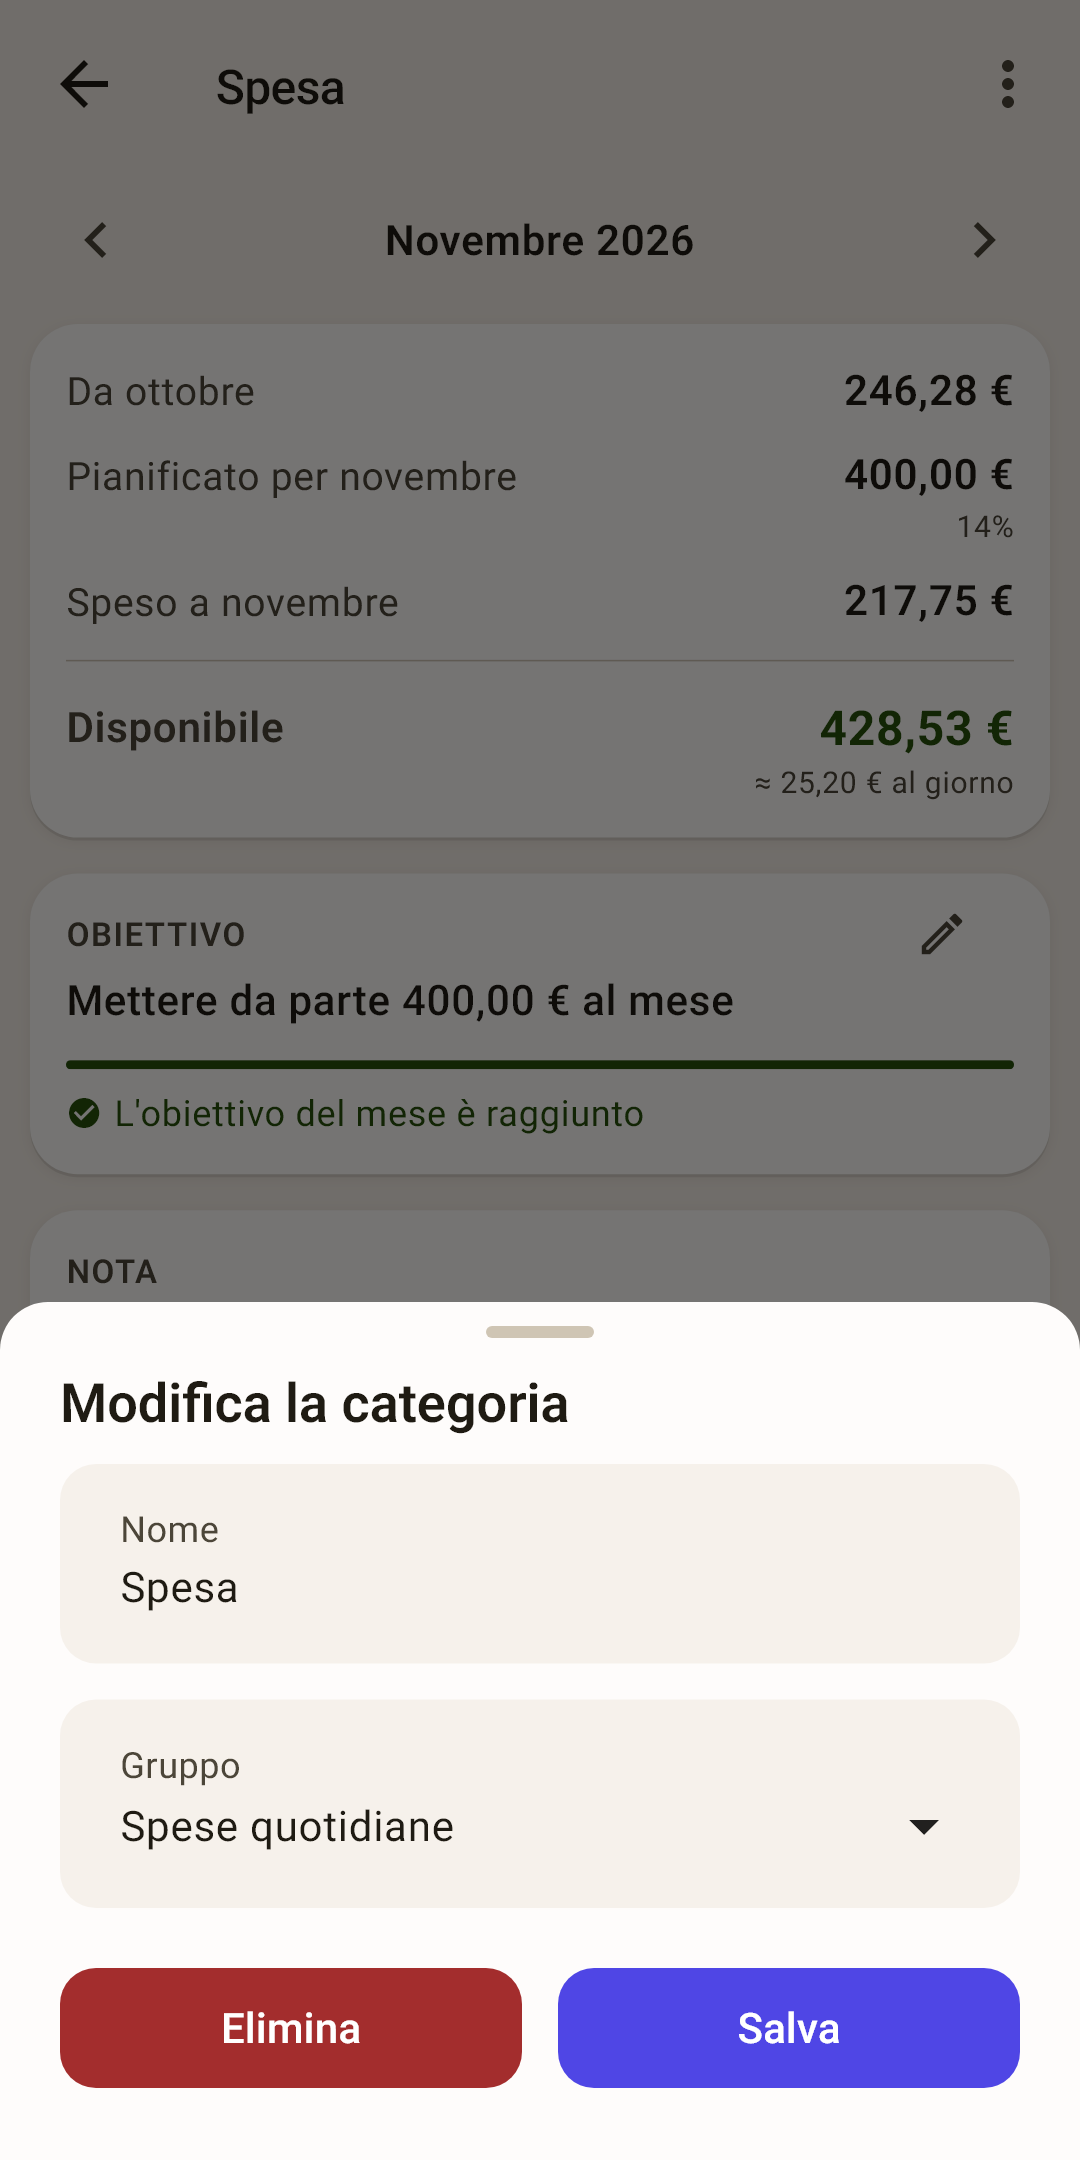 Spesa
Novembre 2026
Da ottobre 246,28 €
Pianificato per novembre 400,00 €
14%
Speso a novembre 217,75 €
Disponibile 428,53 €
≈ 25,20 € al giorno
OBIETTIVO
Mettere da parte 400,00 € al mese
L'obiettivo del mese è raggiunto
NOTA
Modifica la categoria
Nome
Spesa
Gruppo
Spese quotidiane
Elimina Salva